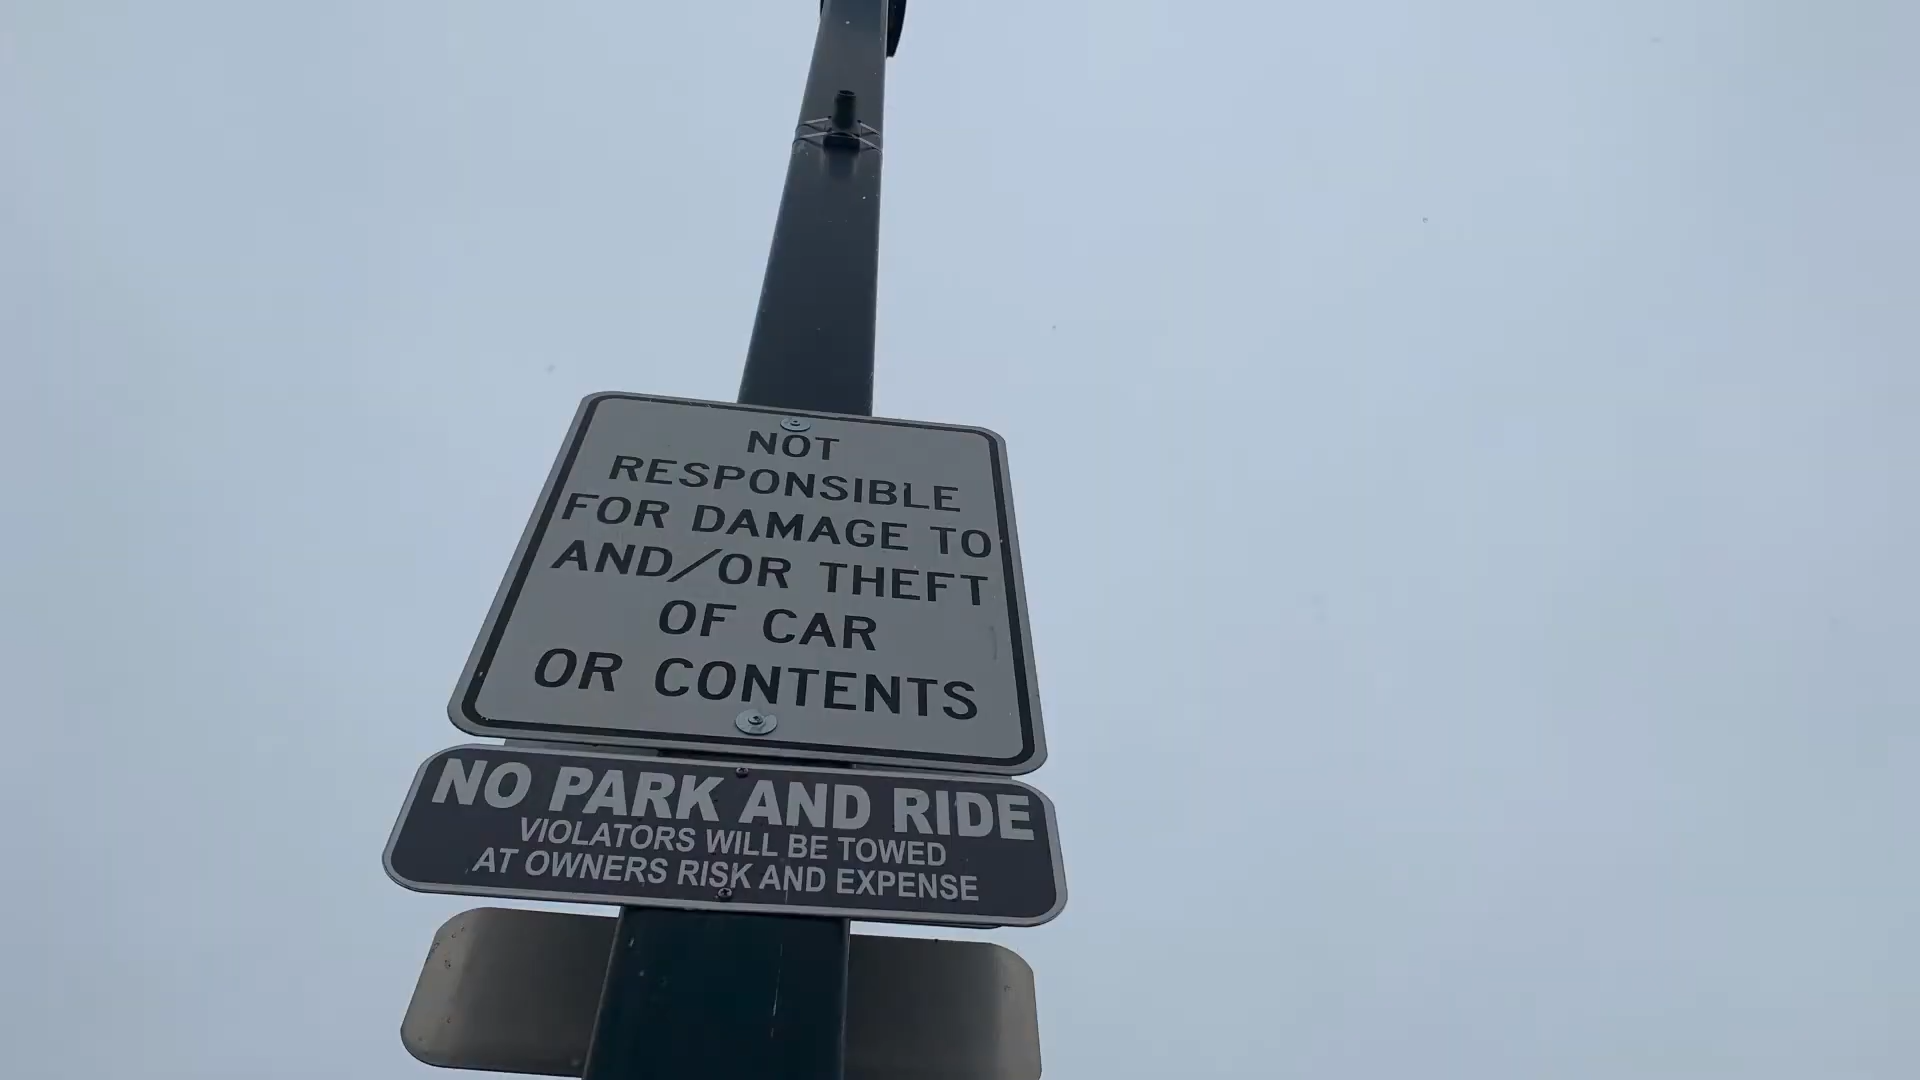 NOT
RESPONSIBLE
FOR DAMAGE TO
AND/OR THEFT
OF CAR
OR CONTENTS
NO PARK AND RIDE
VIOLATORS WILL BE TOWED
AT OWNERS RISK AND EXPENSE